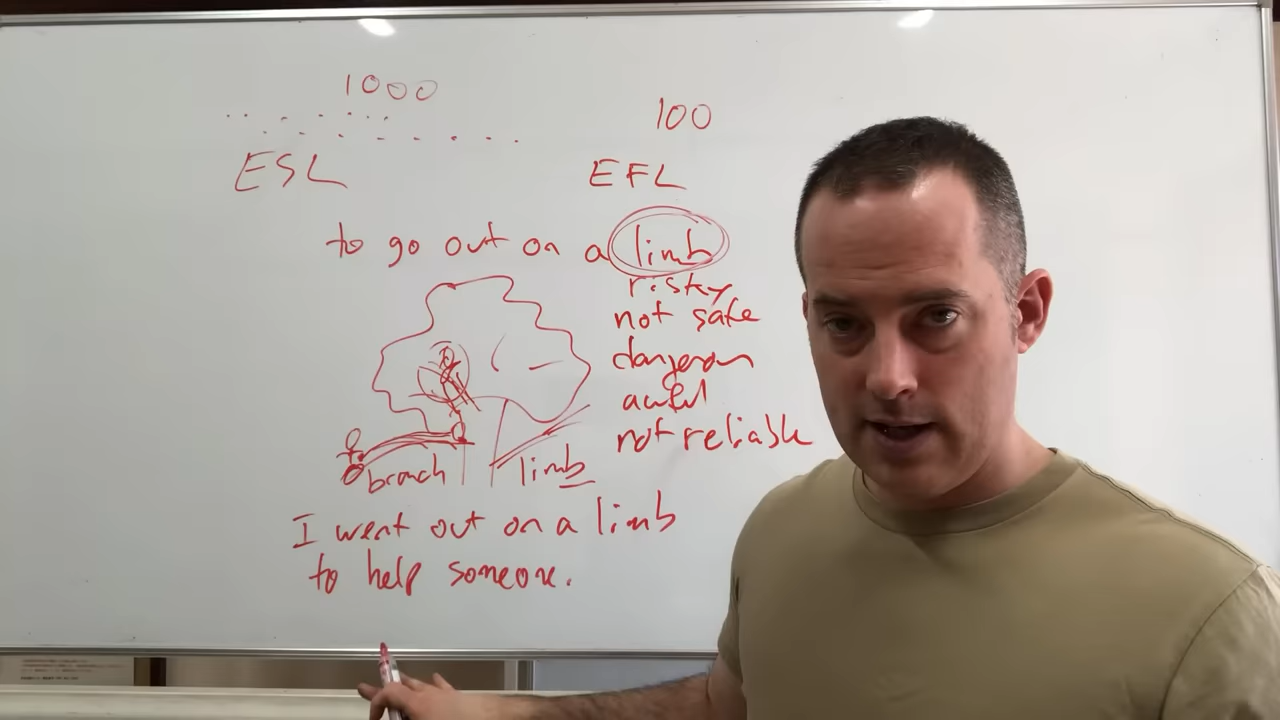 1000
100
ESL
EFL
to go out on a limb
risky
not safe
dangerous
awful
not reliable
branch
limb
I went out on a limb
to help someone.